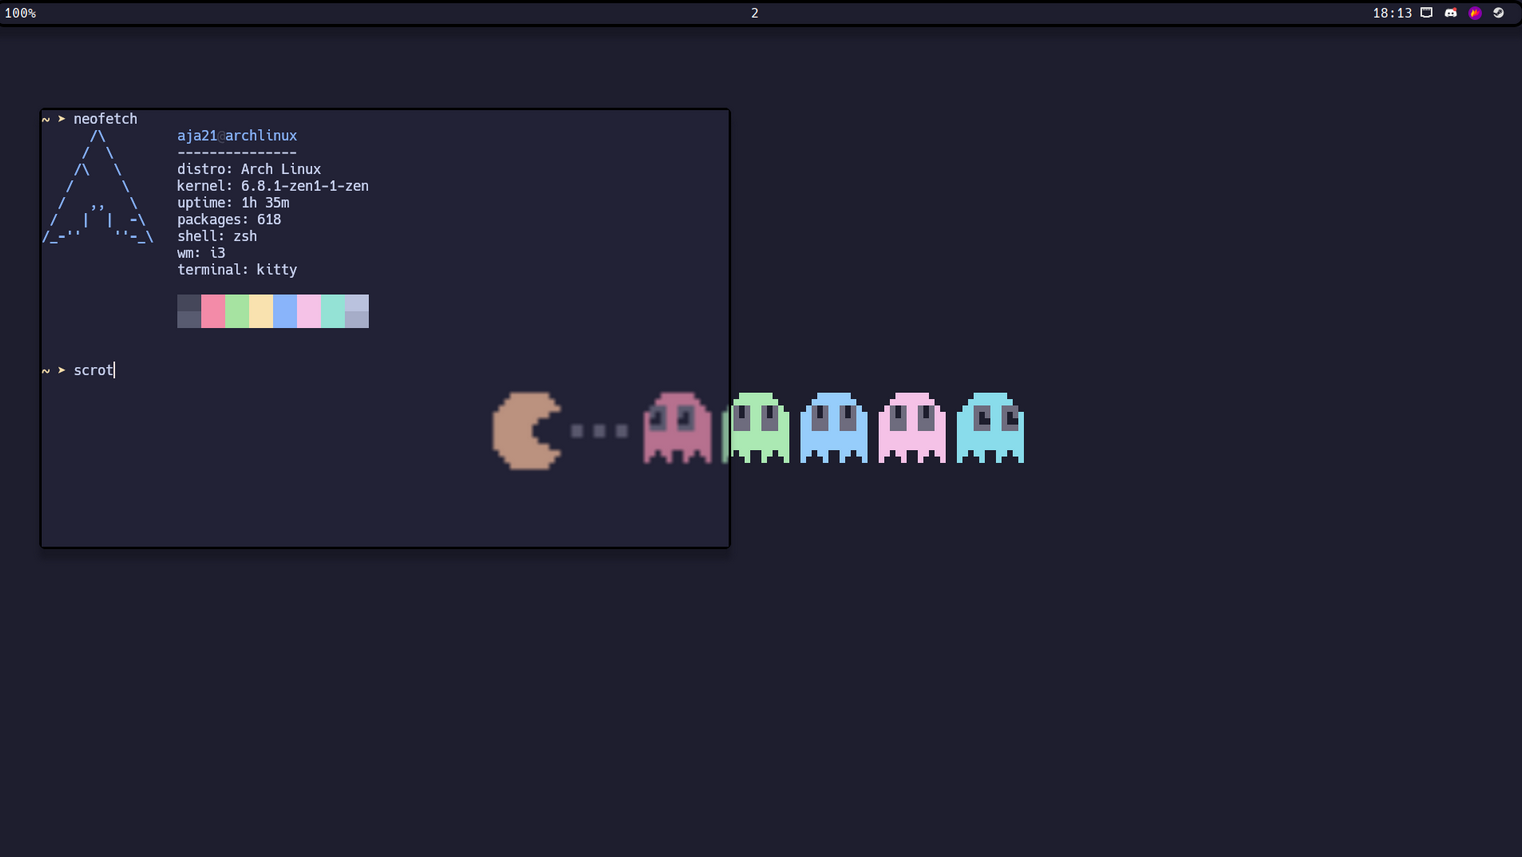 100% 2 18:13
~ ➤ neofetch
/\ aja21@archlinux
/  \ ---------------
/\   \ distro: Arch Linux
/      \ kernel: 6.8.1-zen1-1-zen
/   ,,   \ uptime: 1h 35m
/   |  |  -\ packages: 618
/_-''    ''-_\ shell: zsh
wm: i3
terminal: kitty
~ ➤ scrot